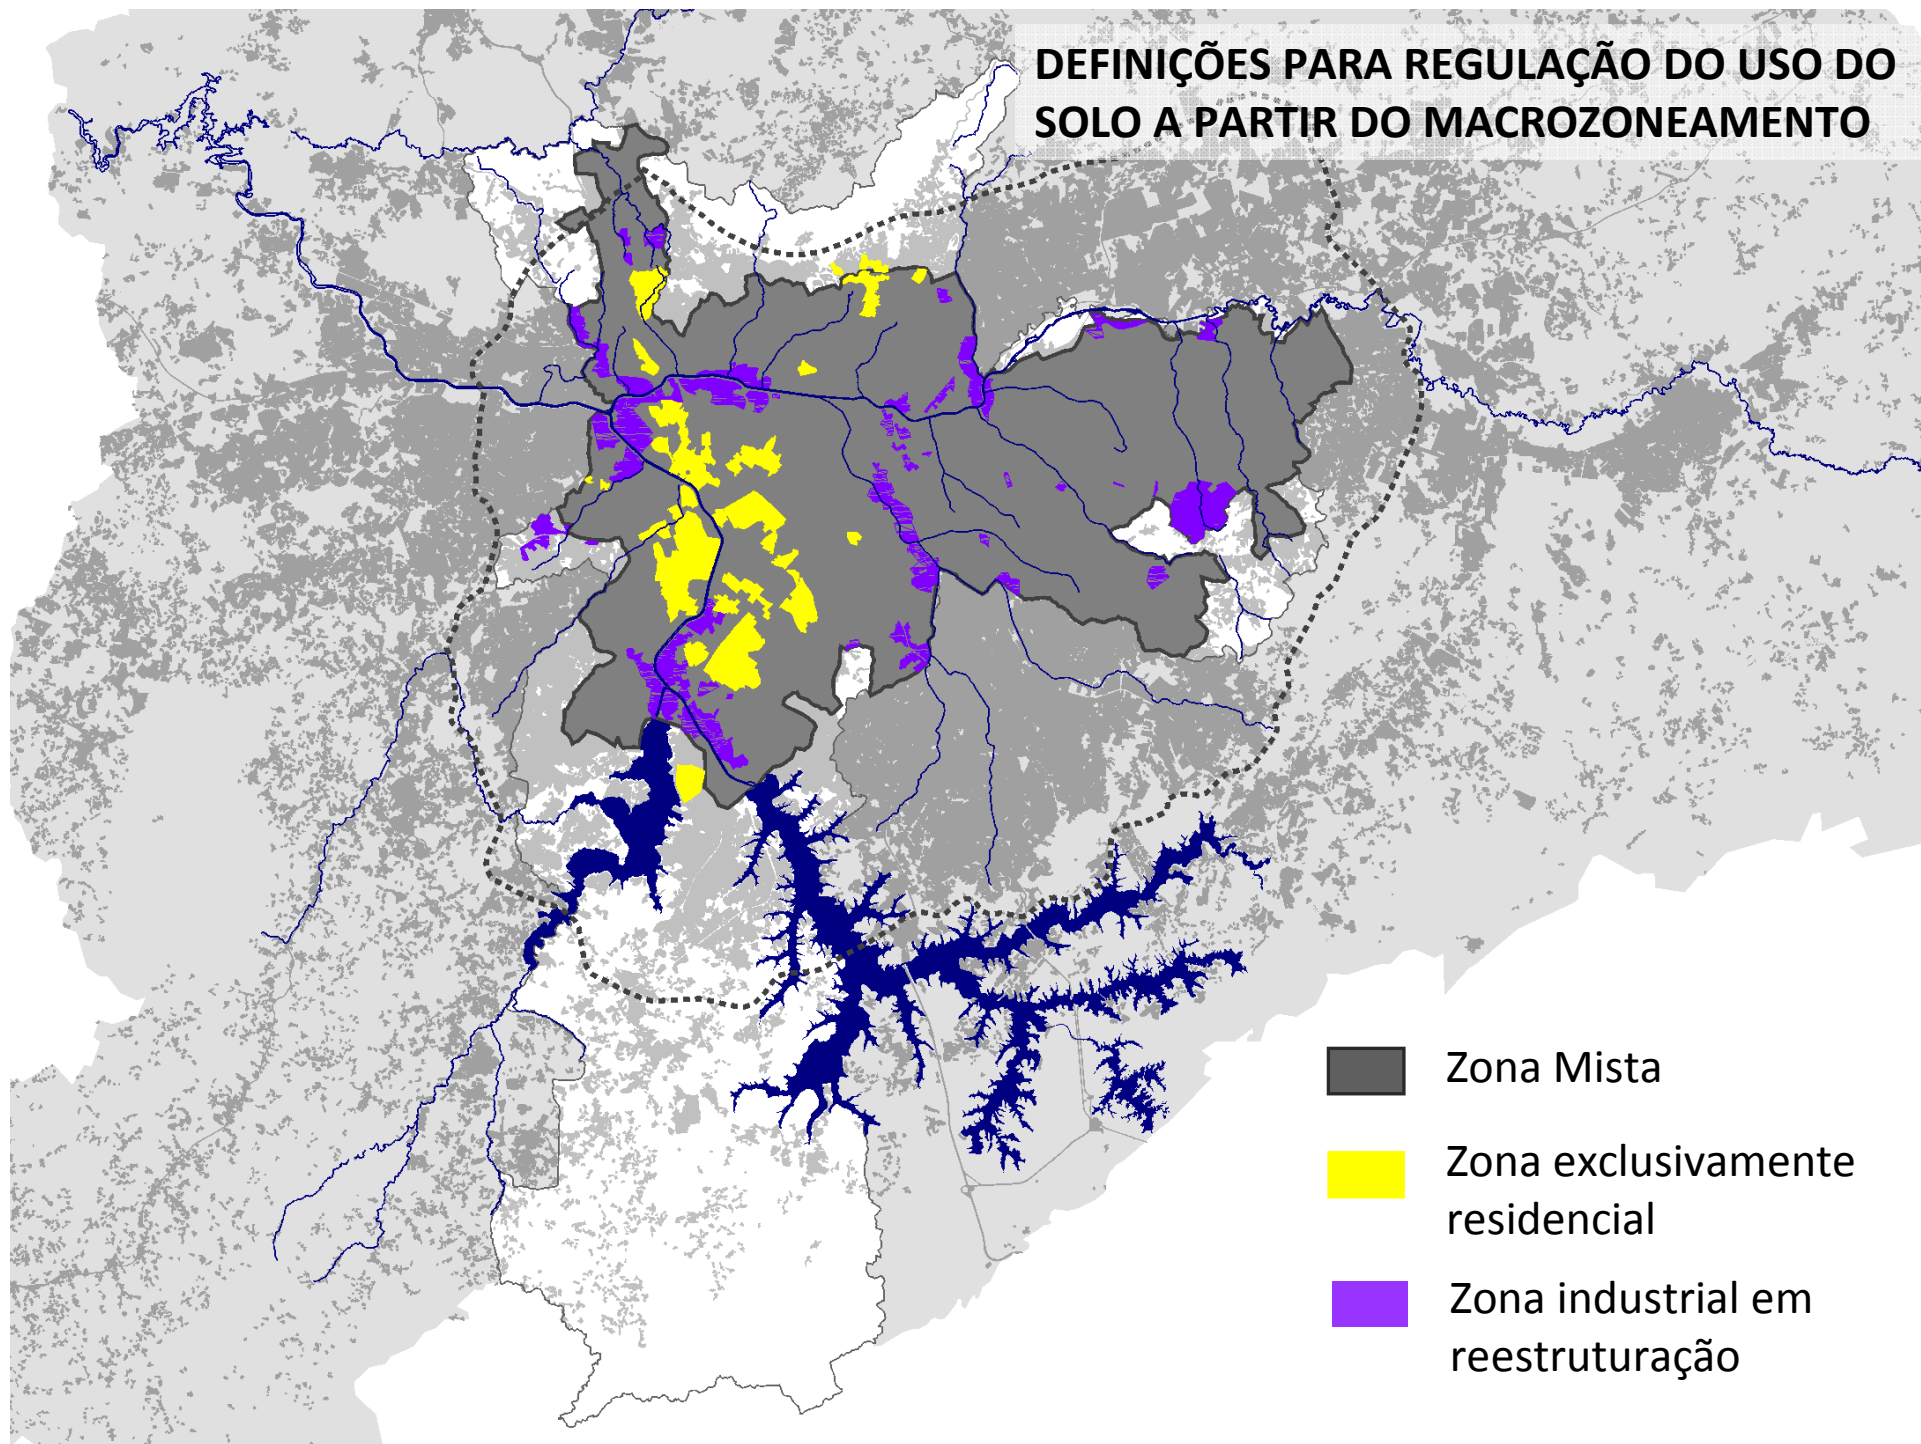 DEFINIÇÕES PARA REGULAÇÃO DO USO DO
SOLO A PARTIR DO MACROZONEAMENTO
Zona Mista
Zona exclusivamente
residencial
Zona industrial em
reestruturação